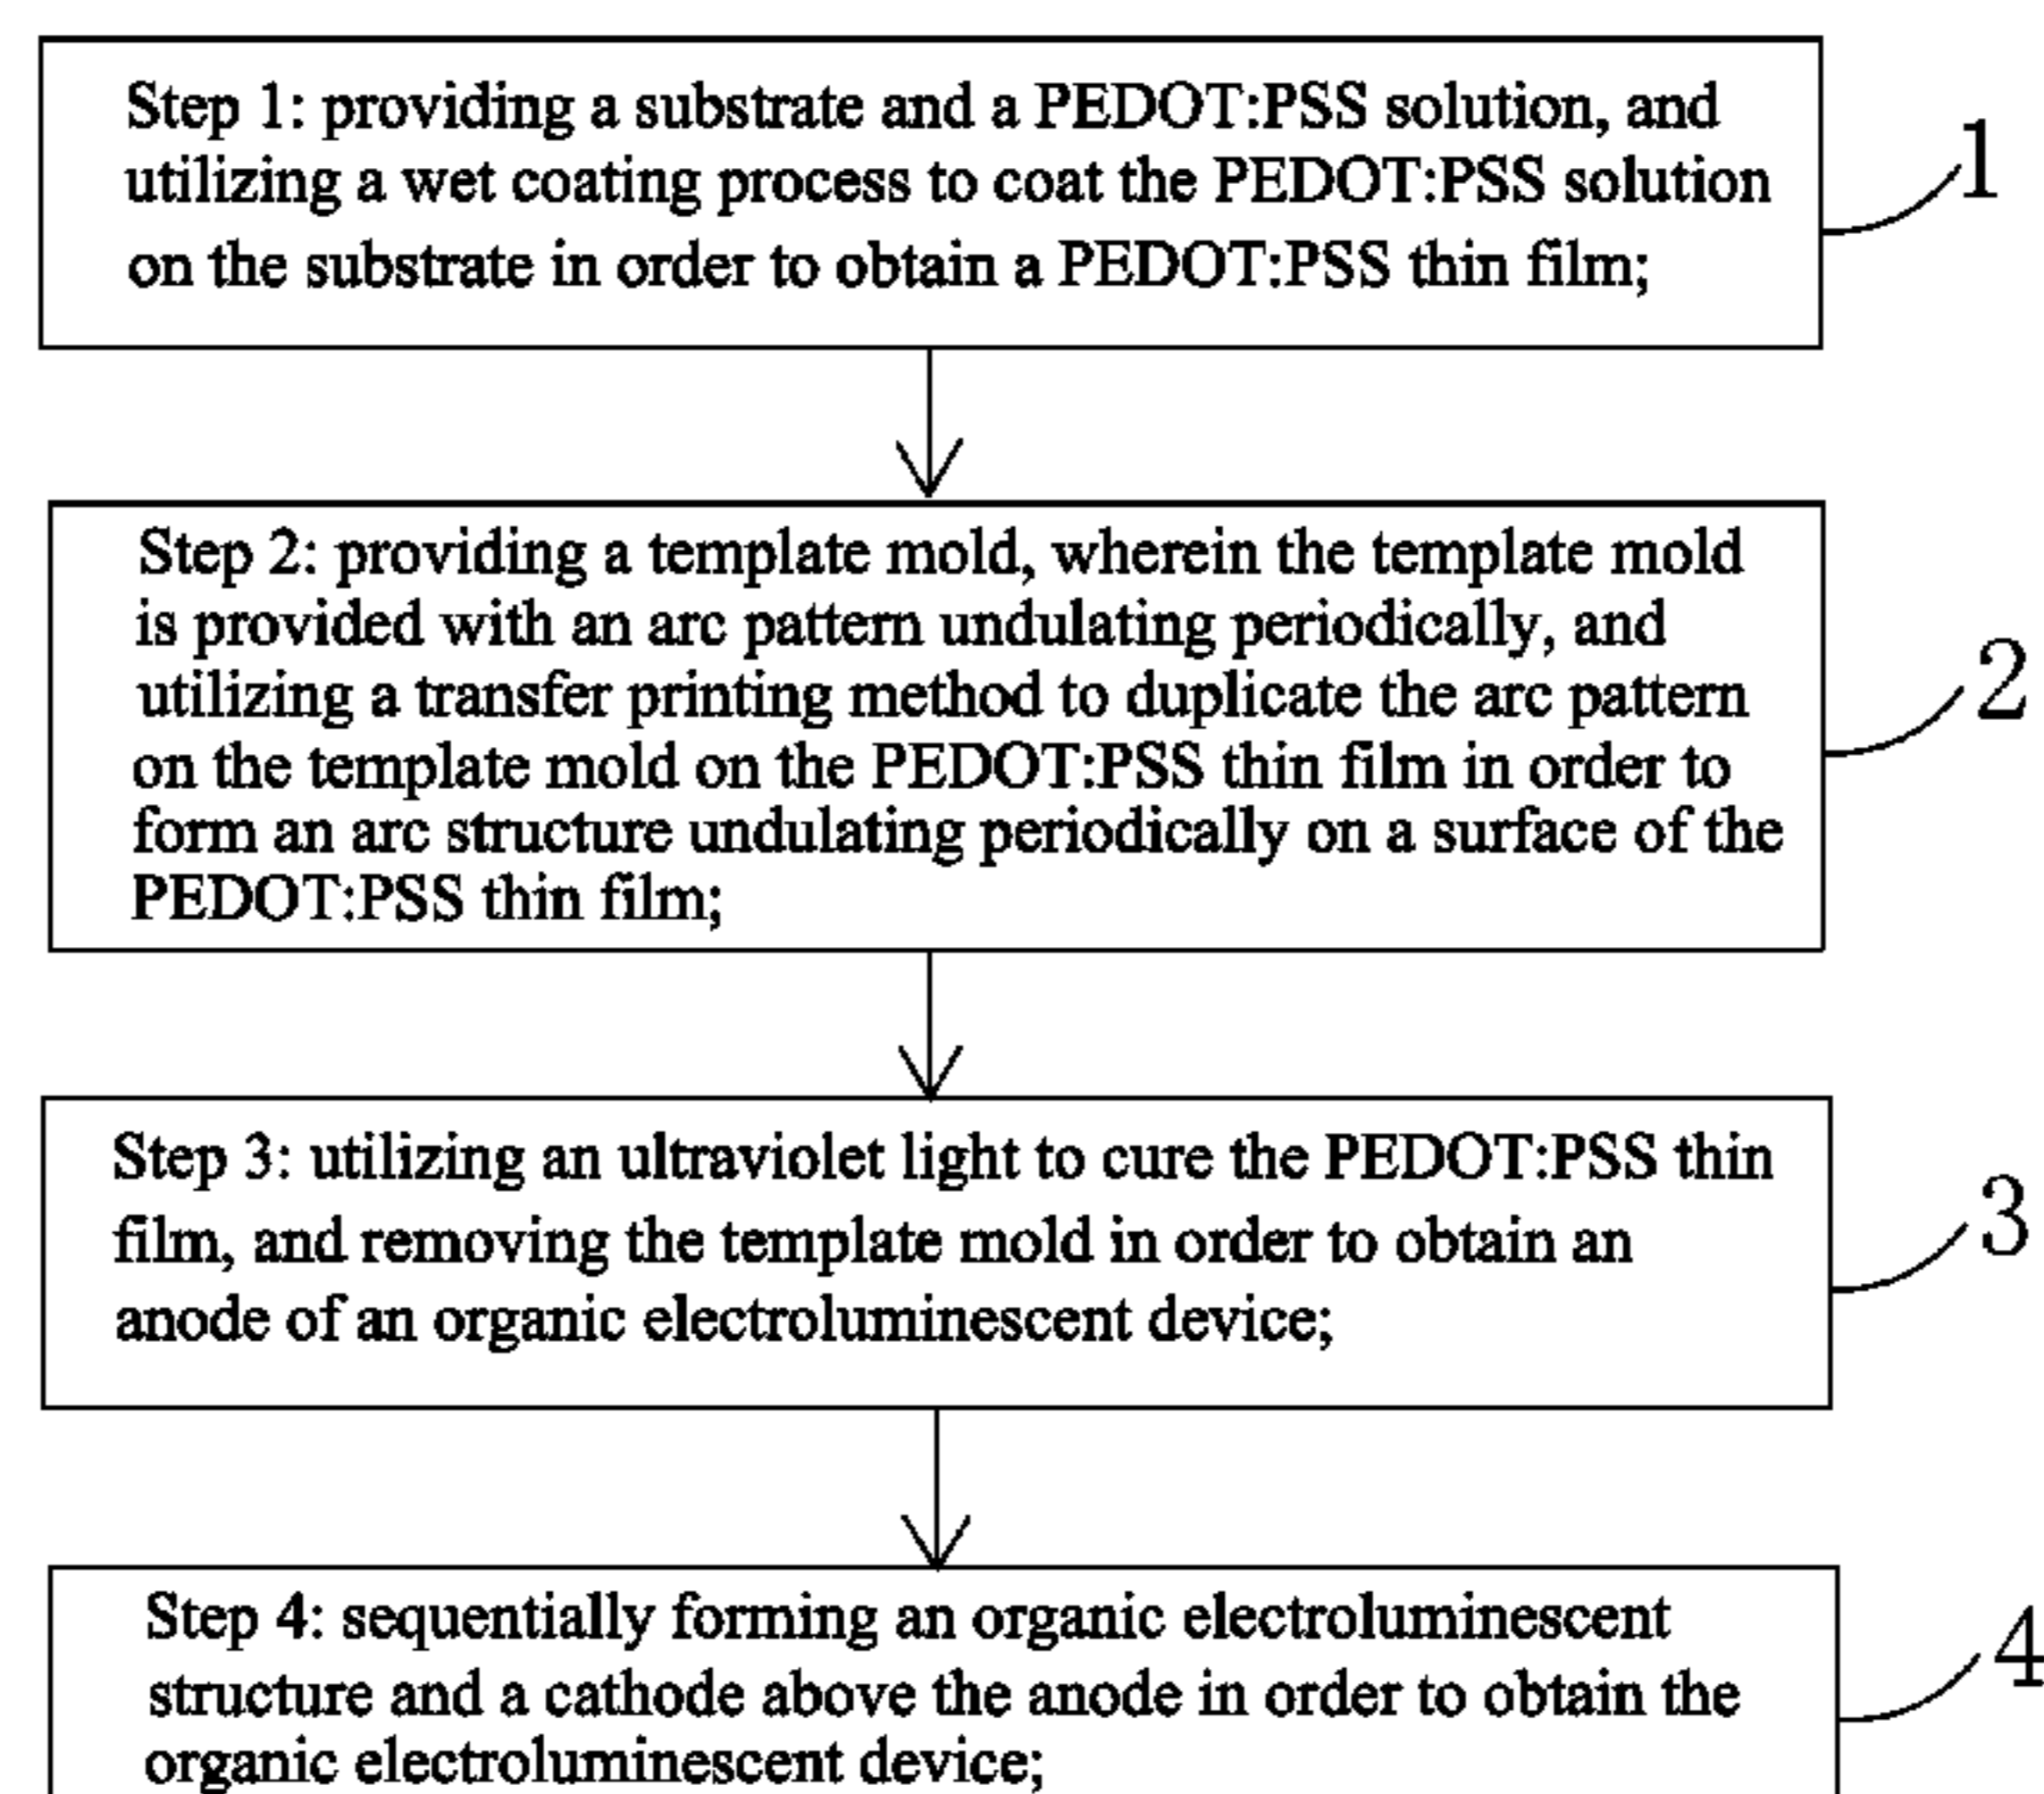 Step 1: providing a substrate and a PEDOT:PSS solution, and
utilizing a wet coating process to coat the PEDOT:PSS solution
on the substrate in order to obtain a PEDOT:PSS thin film;
1
Step 2: providing a template mold, wherein the template mold
is provided with an arc pattern undulating periodically, and
utilizing a transfer printing method to duplicate the arc pattern
on the template mold on the PEDOT:PSS thin film in order to
form an arc structure undulating periodically on a surface of the
PEDOT:PSS thin film;
2
Step 3: utilizing an ultraviolet light to cure the PEDOT:PSS thin
film, and removing the template mold in order to obtain an
anode of an organic electroluminescent device;
3
Step 4: sequentially forming an organic electroluminescent
structure and a cathode above the anode in order to obtain the
organic electroluminescent device;
4